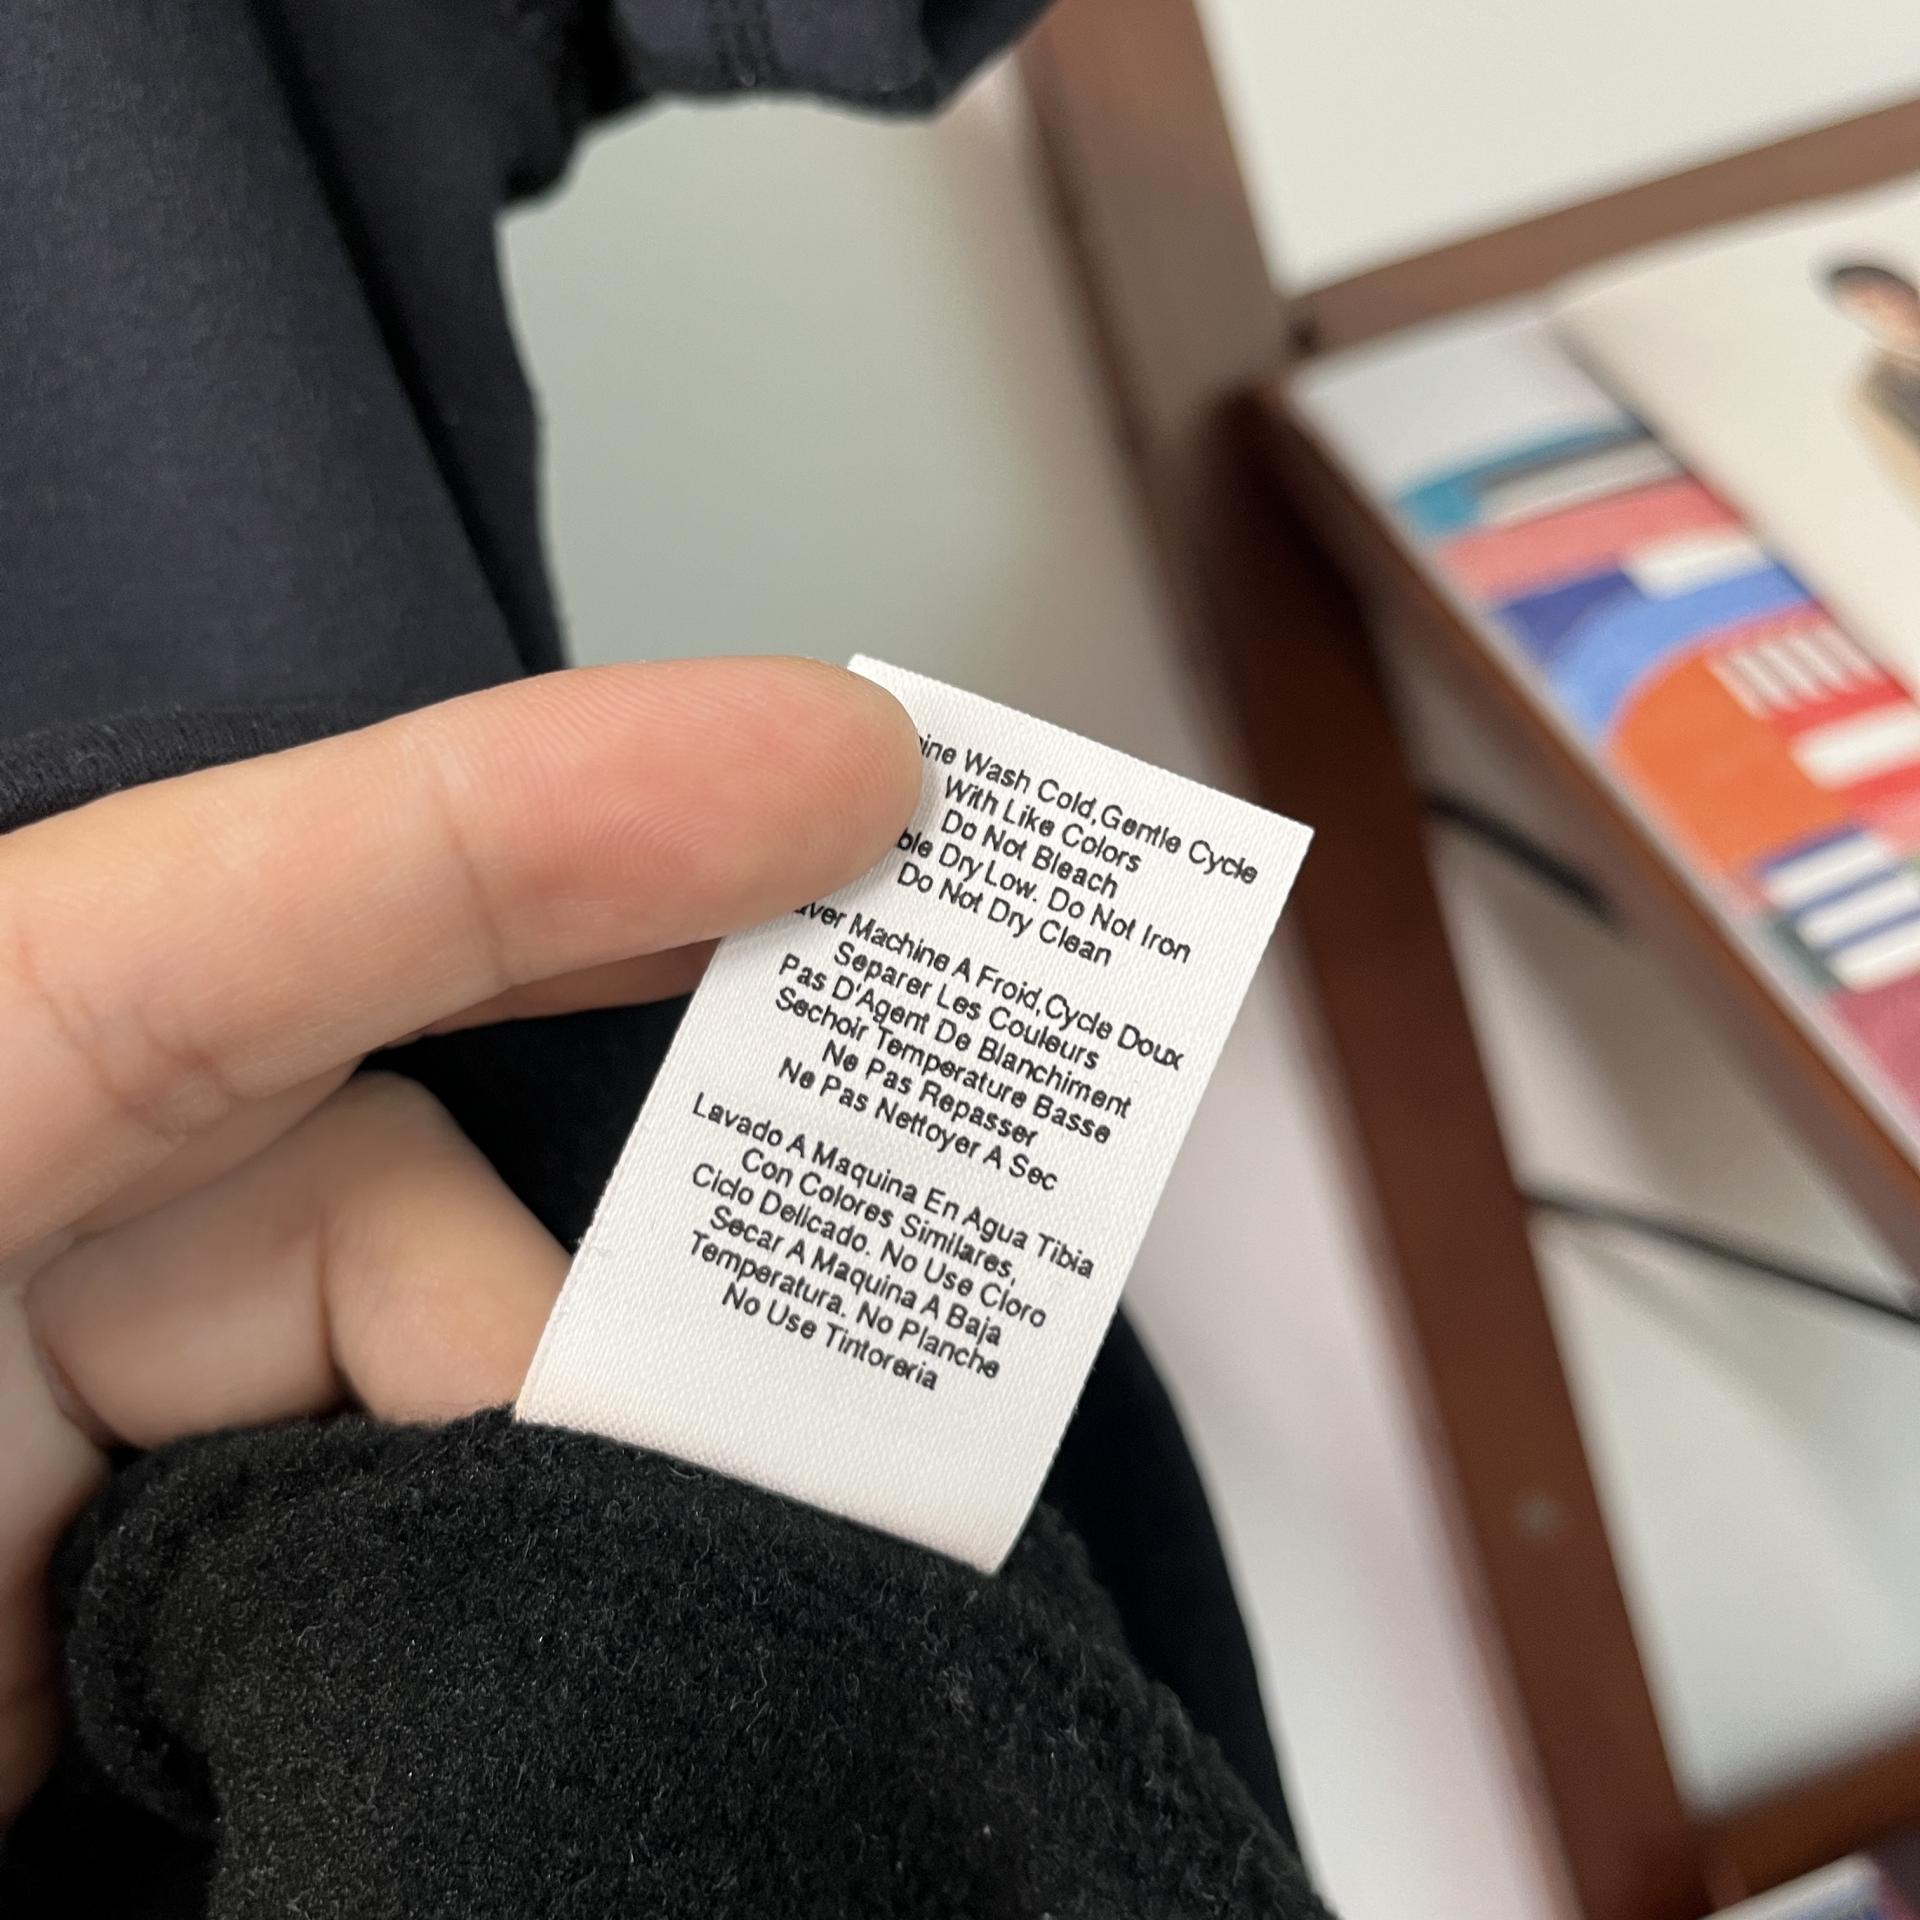 Wash Cold,Gentle Cycle
With Like Colors
Do Not Bleach
Dry Low. Do Not Iron
Do Not Dry Clean
Machine A Froid,Cycle Doux
Separer Les Couleurs
Pas D'Agent De Blanchiment
Sechoir Temperature Basse
Ne Pas Repasser
Ne Pas Nettoyer A Sec
Lavado A Maquina En Agua Tibia
Con Colores Similares,
Ciclo Delicado. No Use Cloro
Secar A Maquina A Baja
Temperatura. No Planche
No Use Tintoreria